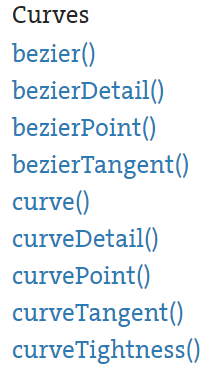 Curves
bezier()
bezierDetail()
bezierPoint()
bezierTangent()
curve()
curveDetail()
curvePoint()
curveTangent()
curveTightness()